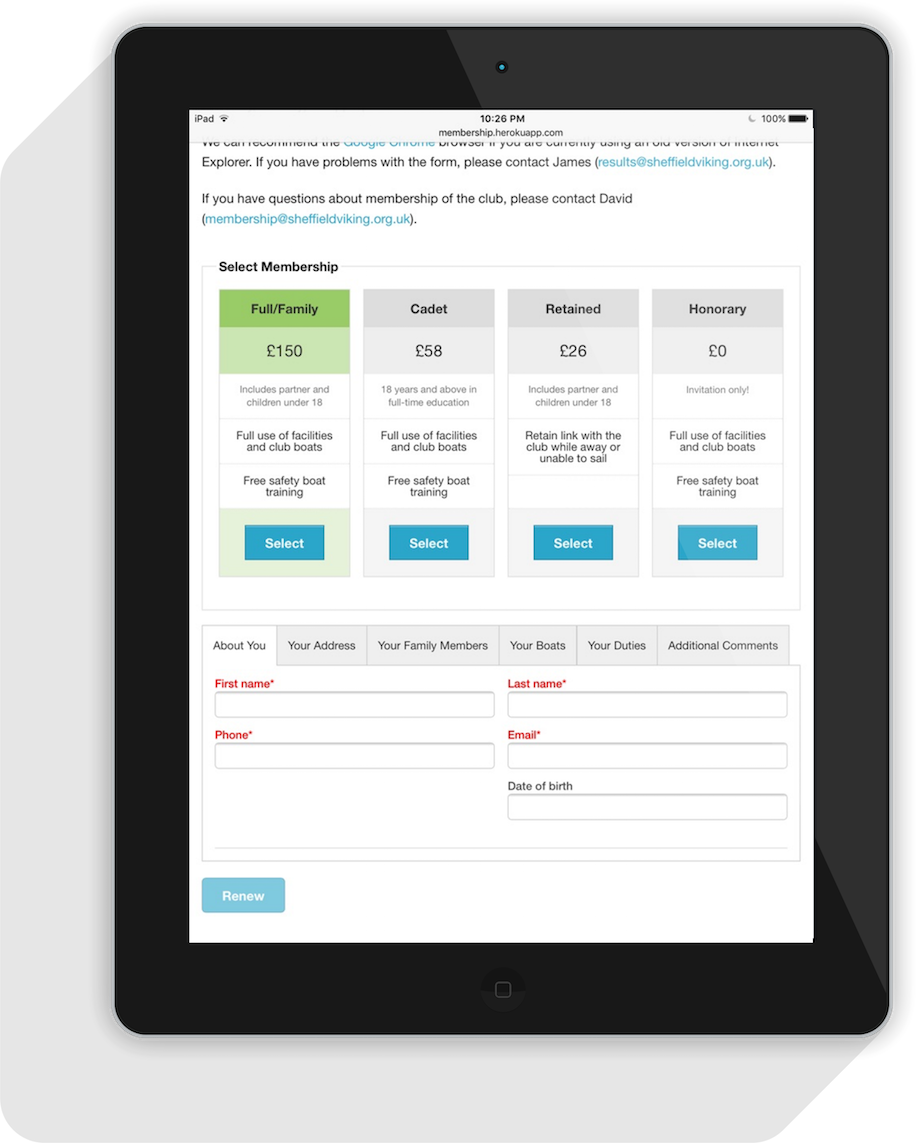 iPad
10:26 PM
100%
membership.herokuapp.com
We can recommend the Google Chrome browser if you are currently using an old version of Internet
Explorer. If you have problems with the form, please contact James (results@sheffieldviking.org.uk).
If you have questions about membership of the club, please contact David
(membership@sheffieldviking.org.uk).
Select Membership
Full/Family
£150
Includes partner and
children under 18
Full use of facilities
and club boats
Free safety boat
training
Select
Cadet
£58
18 years and above in
full-time education
Full use of facilities
and club boats
Free safety boat
training
Select
Retained
£26
Includes partner and
children under 18
Retain link with the
club while away or
unable to sail
Select
Honorary
£0
Invitation only!
Full use of facilities
and club boats
Free safety boat
training
Select
About You
Your Address
Your Family Members
Your Boats
Your Duties
Additional Comments
First name*
Last name*
Phone*
Email*
Date of birth
Renew